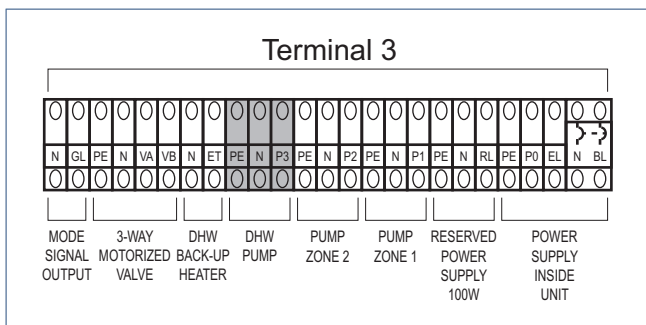 Terminal 3
N GL PE N VA VB N ET PE N P3 PE N P2 PE N P1 PE N RL PE P0 EL N BL
MODE SIGNAL OUTPUT
3-WAY MOTORIZED VALVE
DHW BACK-UP HEATER
DHW PUMP
PUMP ZONE 2
PUMP ZONE 1
RESERVED POWER SUPPLY 100W
POWER SUPPLY INSIDE UNIT